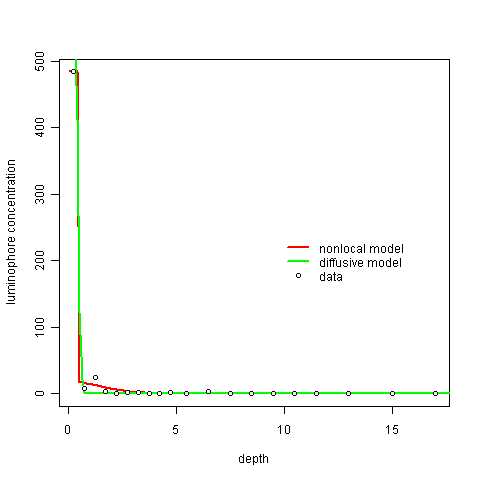 500
400
300
200
100
0
luminophore concentration
nonlocal model
diffusive model
data
0 5 10 15
depth